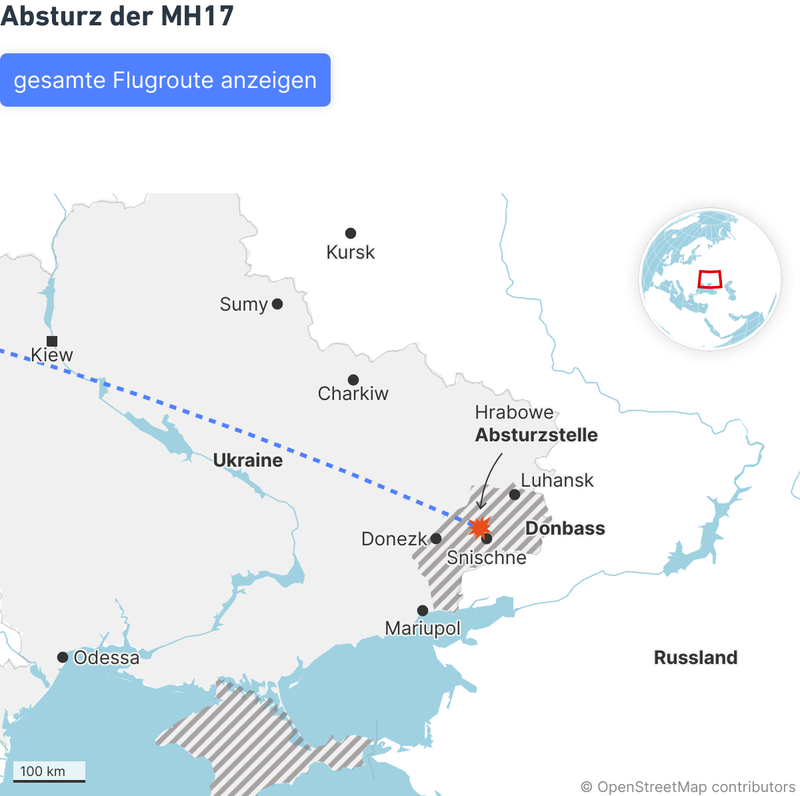 Absturz der MH17
gesamte Flugroute anzeigen
Kursk
Sumy
Kiew
Charkiw
Hrabowe
Absturzstelle
Ukraine
Luhansk
Donbass
Donezk
Snischne
Mariupol
Odessa
Russland
100 km
© OpenStreetMap contributors